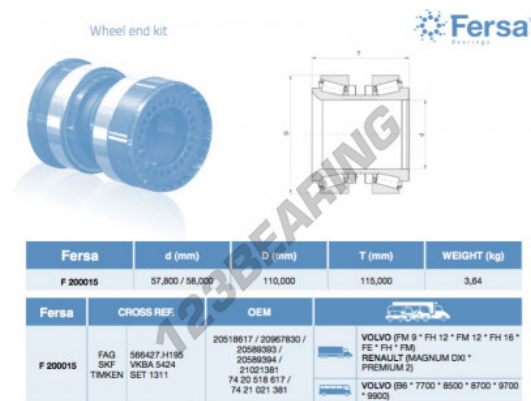 Wheel end kit
Fersa
Bearings
T
D
d
123BEARING
Fersa d (mm) D (mm) T (mm) WEIGHT (kg)
F 200015 57,800 / 58,000 110,000 115,000 3,64
Fersa CROSS REF. OEM
F 200015
FAG 566427.H195
SKF VKBA 5424
TIMKEN SET 1311
20518617 / 20967830 /
20589393 /
20589394 /
21021381
74 20 518 617 /
74 21 021 381
VOLVO (FM 9 * FH 12 * FM 12 * FH 16 *
FE * FH * FM)
RENAULT (MAGNUM DXI *
PREMIUM 2)
VOLVO (B6 * 7700 * 8500 * 8700 * 9700
* 9900)